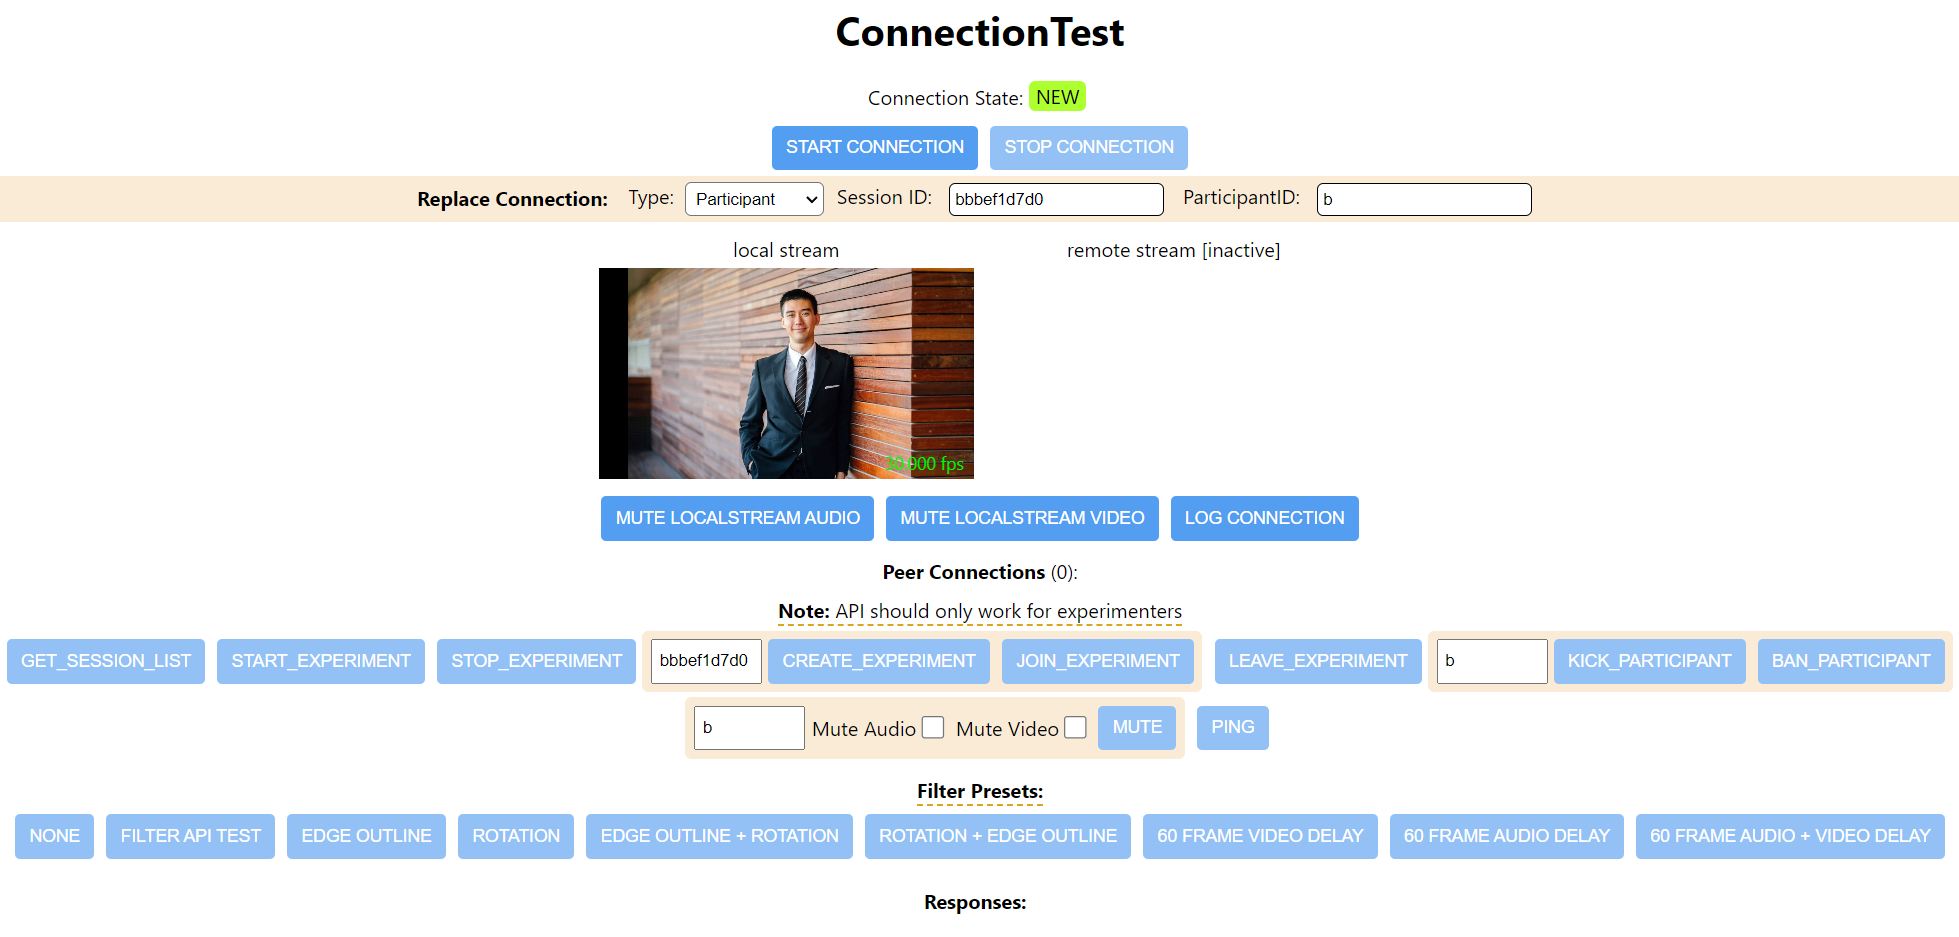 ConnectionTest
Connection State: NEW
START CONNECTION STOP CONNECTION
Replace Connection: Type: Participant Session ID: bbbef1d7d0 ParticipantID: b
local stream remote stream [inactive]
30.000 fps
MUTE LOCALSTREAM AUDIO MUTE LOCALSTREAM VIDEO LOG CONNECTION
Peer Connections (0):
Note: API should only work for experimenters
GET_SESSION_LIST START_EXPERIMENT STOP_EXPERIMENT bbbef1d7d0 CREATE_EXPERIMENT JOIN_EXPERIMENT LEAVE_EXPERIMENT b KICK_PARTICIPANT BAN_PARTICIPANT
b Mute Audio Mute Video MUTE PING
Filter Presets:
NONE FILTER API TEST EDGE OUTLINE ROTATION EDGE OUTLINE + ROTATION ROTATION + EDGE OUTLINE 60 FRAME VIDEO DELAY 60 FRAME AUDIO DELAY 60 FRAME AUDIO + VIDEO DELAY
Responses: